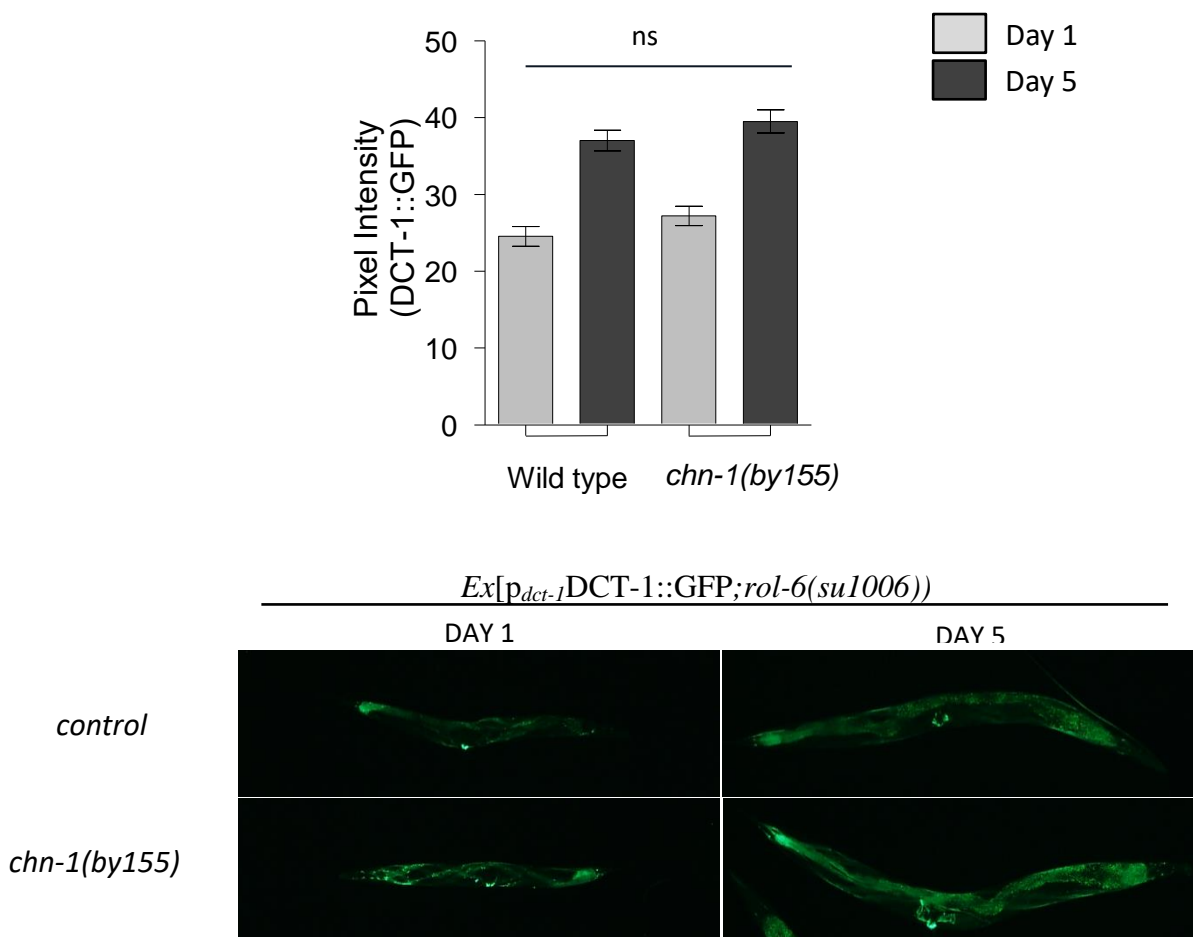 ns
Day 1
Day 5
50
40
30
20
10
0
Pixel Intensity
(DCT-1::GFP)
Wild type chn-1(by155)
Ex[pdct-1DCT-1::GFP;rol-6(su1006))
DAY 1 DAY 5
control
chn-1(by155)